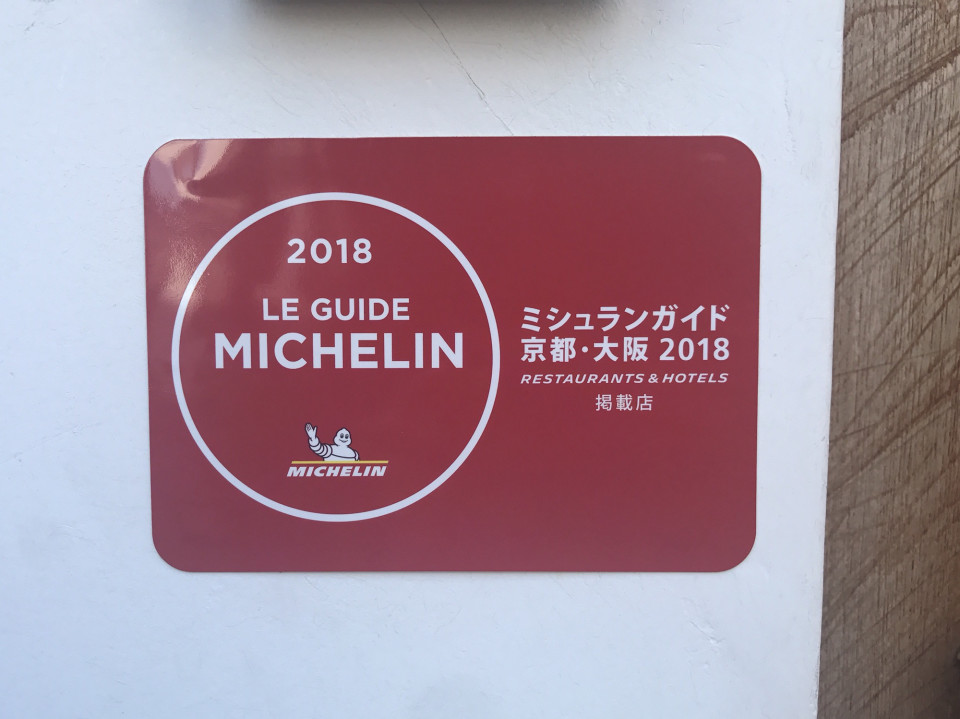 2018
LE GUIDE
MICHELIN
MICHELIN
ミシュランガイド
京都・大阪 2018
RESTAURANTS & HOTELS
掲載店